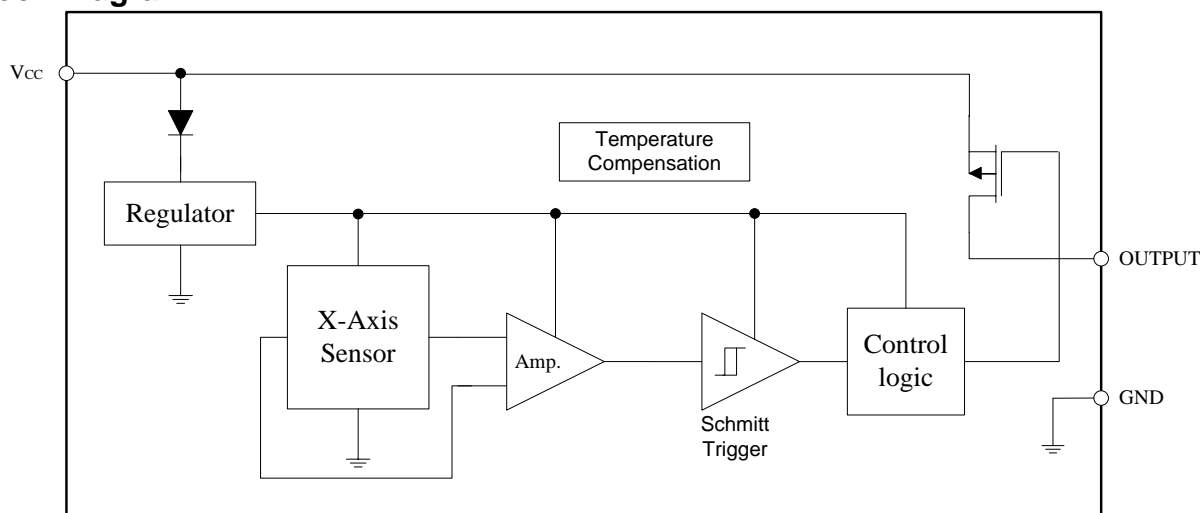 Vcc
Temperature
Compensation
Regulator
OUTPUT
X-Axis
Sensor
Amp.
Control
logic
GND
Schmitt
Trigger